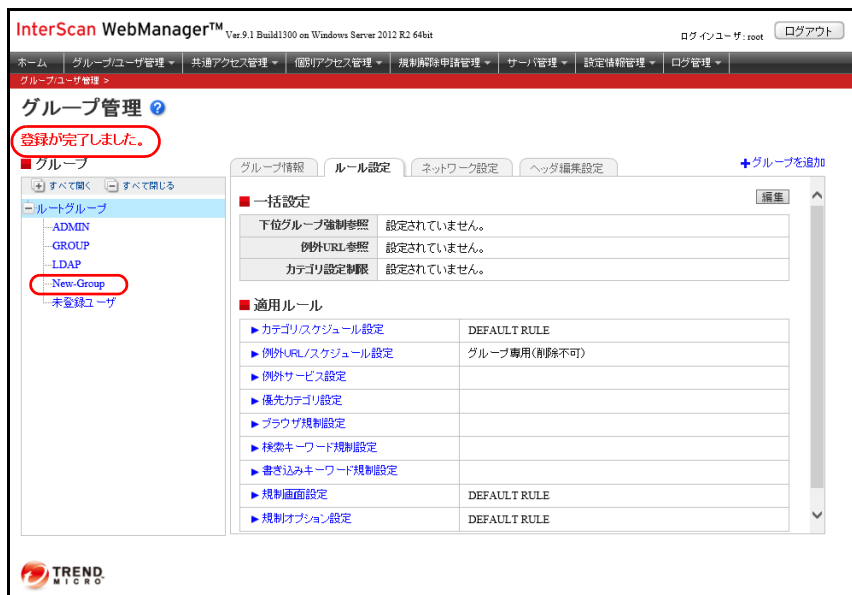 InterScan WebManager™ Ver.9.1 Build1300 on Windows Server 2012 R2 64bit
ログインユーザ: root ログアウト
ホーム グループ/ユーザ管理 共通アクセス管理 個別アクセス管理 規制解除申請管理 サーバ管理 設定情報管理 ログ管理
グループ/ユーザ管理 >
グループ管理 ?
登録が完了しました。
グループ
すべて開く すべて閉じる
ルートグループ
ADMIN
GROUP
LDAP
New-Group
未登録ユーザ
グループ情報 ルール設定 ネットワーク設定 ヘッダ編集設定
グループを追加
一括設定 編集
下位グループ強制参照 設定されていません。
例外URL参照 設定されていません。
カテゴリ設定制限 設定されていません。
適用ルール
カテゴリ/スケジュール設定 DEFAULT RULE
例外URL/スケジュール設定 グループ専用(削除不可)
例外サービス設定
優先カテゴリ設定
ブラウザ規制設定
検索キーワード規制設定
書き込みキーワード規制設定
規制画面設定 DEFAULT RULE
規制オプション設定 DEFAULT RULE
TREND
MICRO